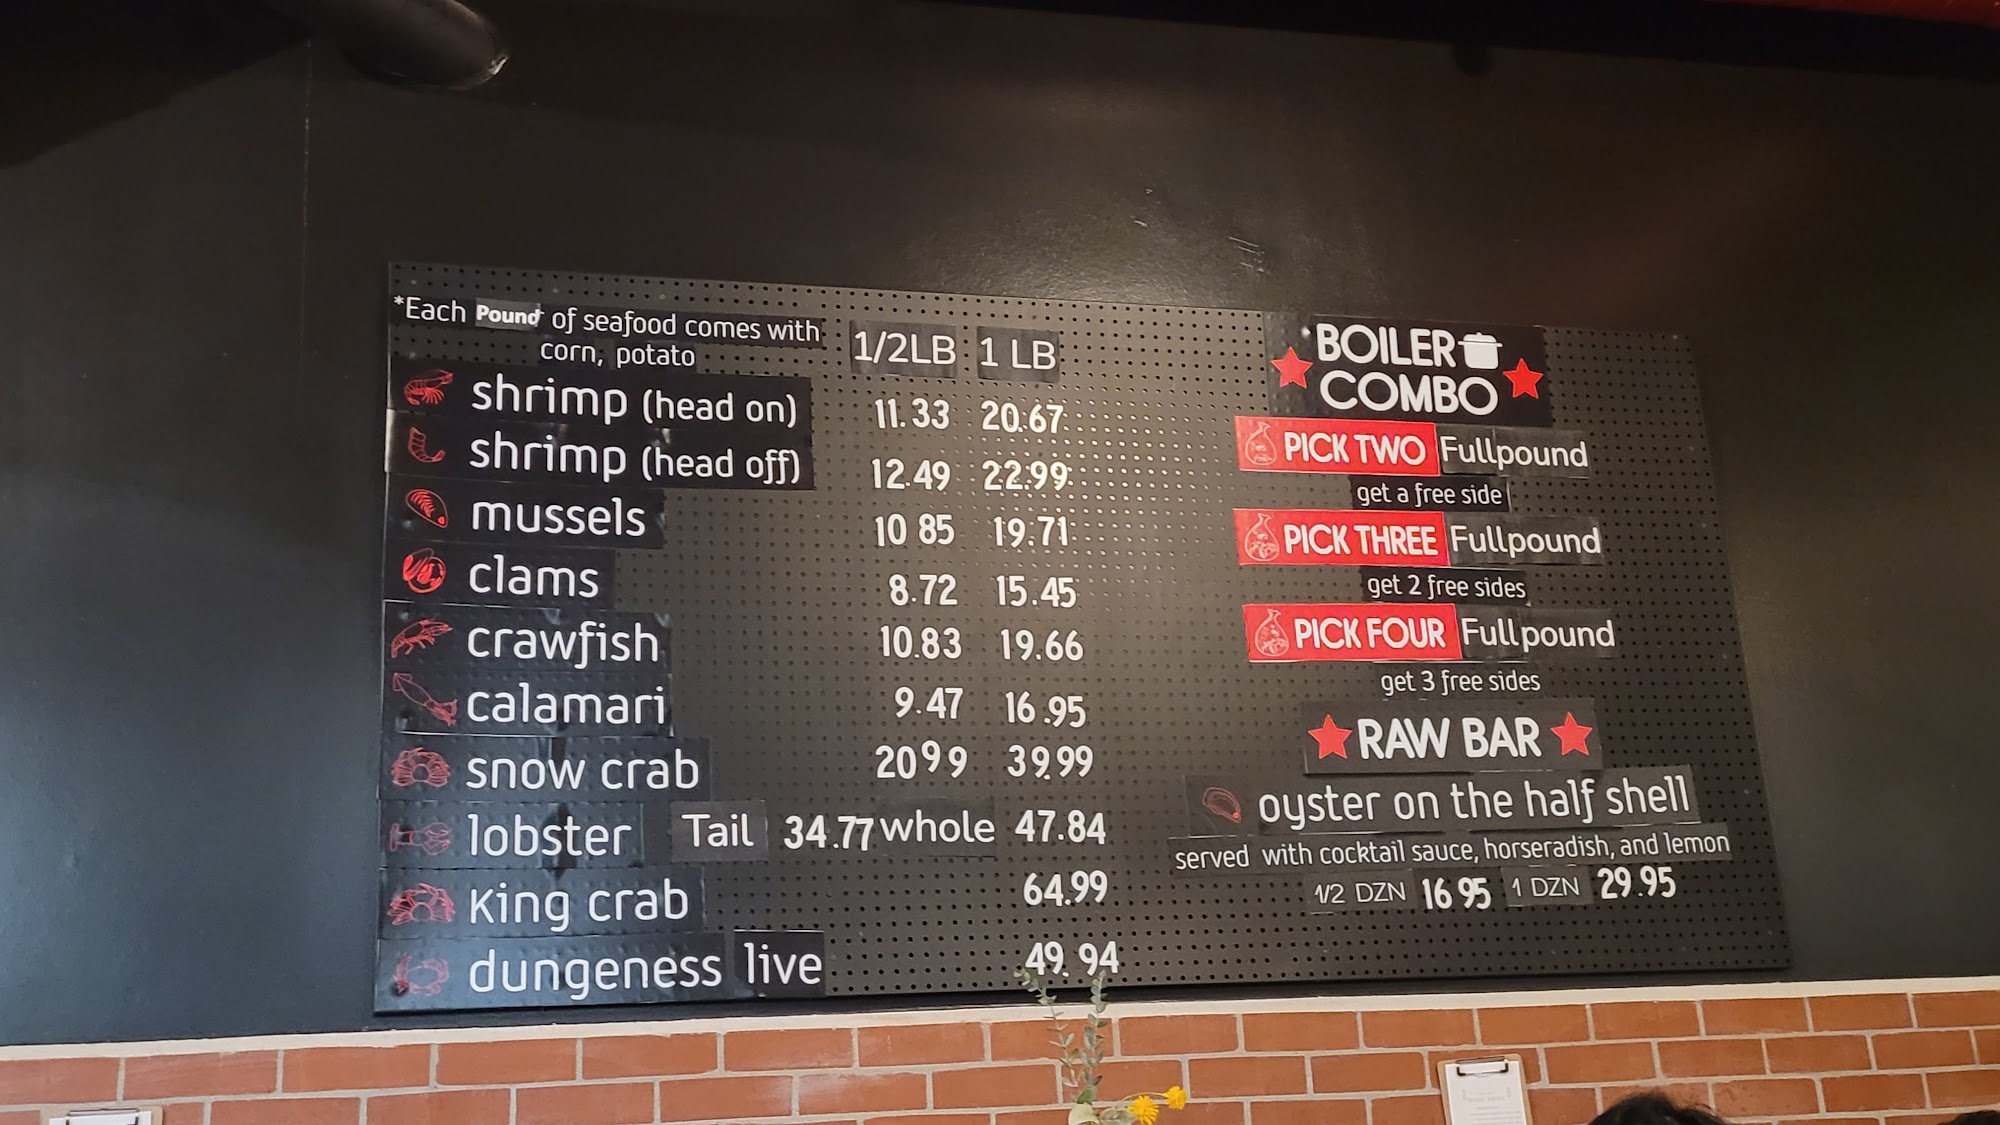 *Each Pound of seafood comes with
corn, potato
1/2LB 1 LB
shrimp (head on) 11.33 20.67
shrimp (head off) 12.49 22.99
mussels 10 85 19.71
clams 8.72 15.45
crawfish 10.83 19.66
calamari 9.47 16.95
snow crab 2099 39.99
lobster Tail 34.77 whole 47.84
King crab 64.99
dungeness live 49.94
BOILER
COMBO
PICK TWO Fullpound
get a free side
PICK THREE Fullpound
get 2 free sides
PICK FOUR Fullpound
get 3 free sides
RAW BAR
oyster on the half shell
served with cocktail sauce, horseradish, and lemon
1/2 DZN 16 95 1 DZN 29.95